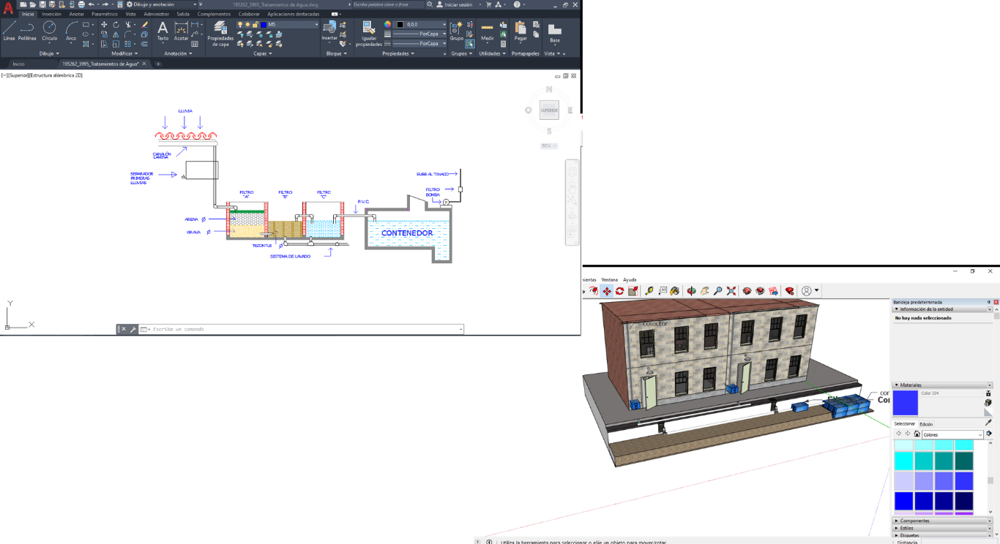 Dibujo y anotación
195262_3995_Tratamientos de Agua.dwg
Escriba palabra clave o frase
Iniciar sesión
Inicio Inserción Anotar Paramétrico Vista Administrar Salida Complementos Colaborar Aplicaciones destacadas
Línea Polilínea Círculo Arco
Texto Acotar
Propiedades de capa
M5
Insertar
Igualar propiedades
0,0,0
PorCapa
PorCapa
Grupo
Medir
Pegar
Base
Dibujo Modificar Anotación Capas Bloque Propiedades Grupos Utilidades Portapapeles Vista
Inicio
195262_3995_Tratamientos de Agua*
[−][Superior][Estructura alámbrica 2D]
N
O SUPERIOR E
S
SCU
LLUVIA
CANALÓN
LAMINA
SEPARADOR
PRIMERAS
LLUVIAS
FILTRO
"A"
FILTRO
"B"
FILTRO
"C"
ARENA
GRAVA
TEZONTLE
SISTEMA DE LAVADO
P.V.C.
CONTENEDOR
SUBE AL TINACO
FILTRO
BOMBA
Y
X
Escriba un comando
ientas Ventana Ayuda
colector
cor
Cor
Bandeja predeterminada
Información de la entidad
No hay nada seleccionado
Materiales
Color I04
Seleccionar Edición
Colores
Componentes
Estilos
Etiquetas
Utiliza la herramienta para seleccionar o elije un objeto para mover/rotar.
Distancia